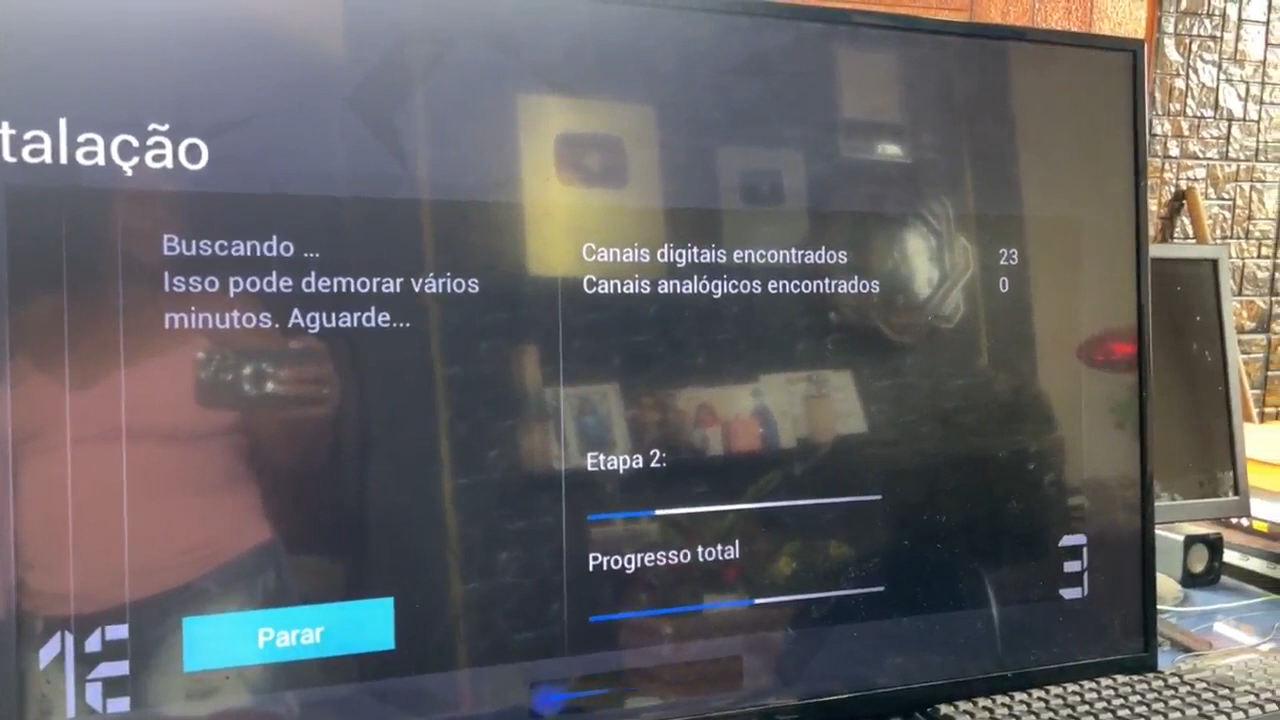 talação
Buscando ...
Isso pode demorar vários
minutos. Aguarde...
Canais digitais encontrados 23
Canais analógicos encontrados 0
Etapa 2:
Progresso total
Parar